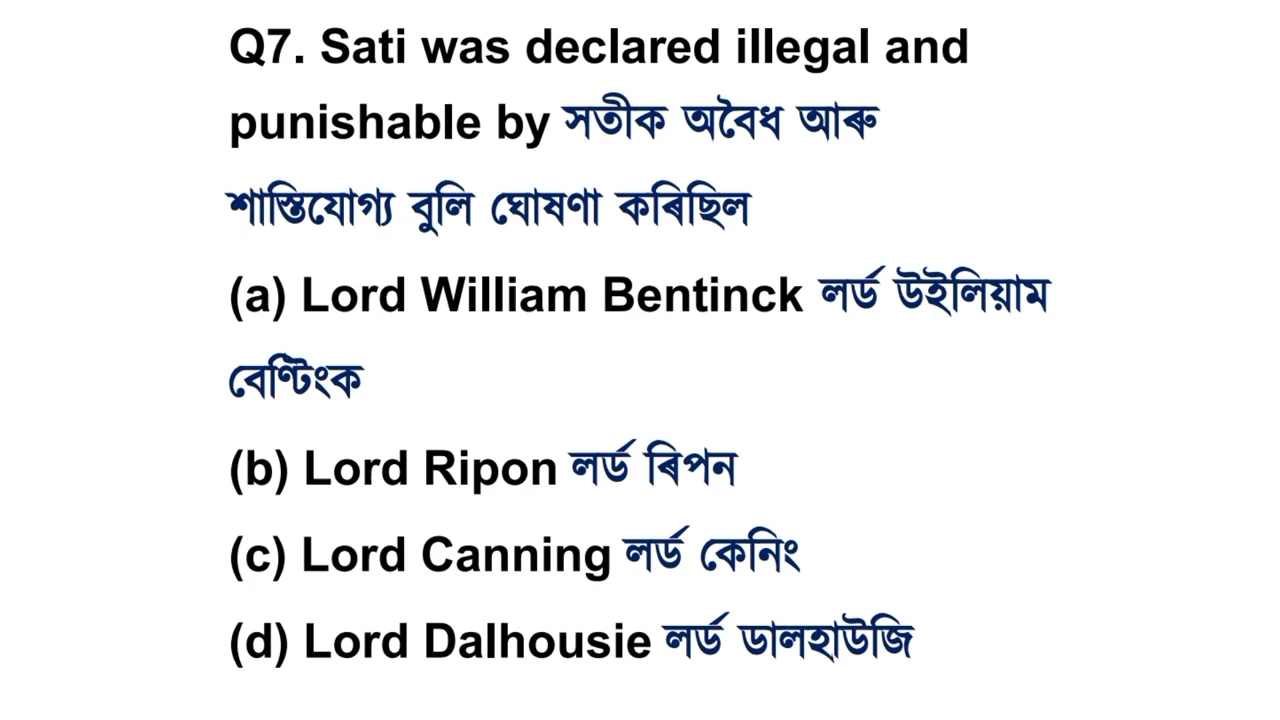 Q7. Sati was declared illegal and
punishable by সতীক অবৈধ আৰু
শাস্তিযোগ্য বুলি ঘোষণা কৰিছিল
(a) Lord William Bentinck লৰ্ড উইলিয়াম
বেণ্টিংক
(b) Lord Ripon লৰ্ড ৰিপন
(c) Lord Canning লৰ্ড কেনিং
(d) Lord Dalhousie লৰ্ড ডালহাউজি